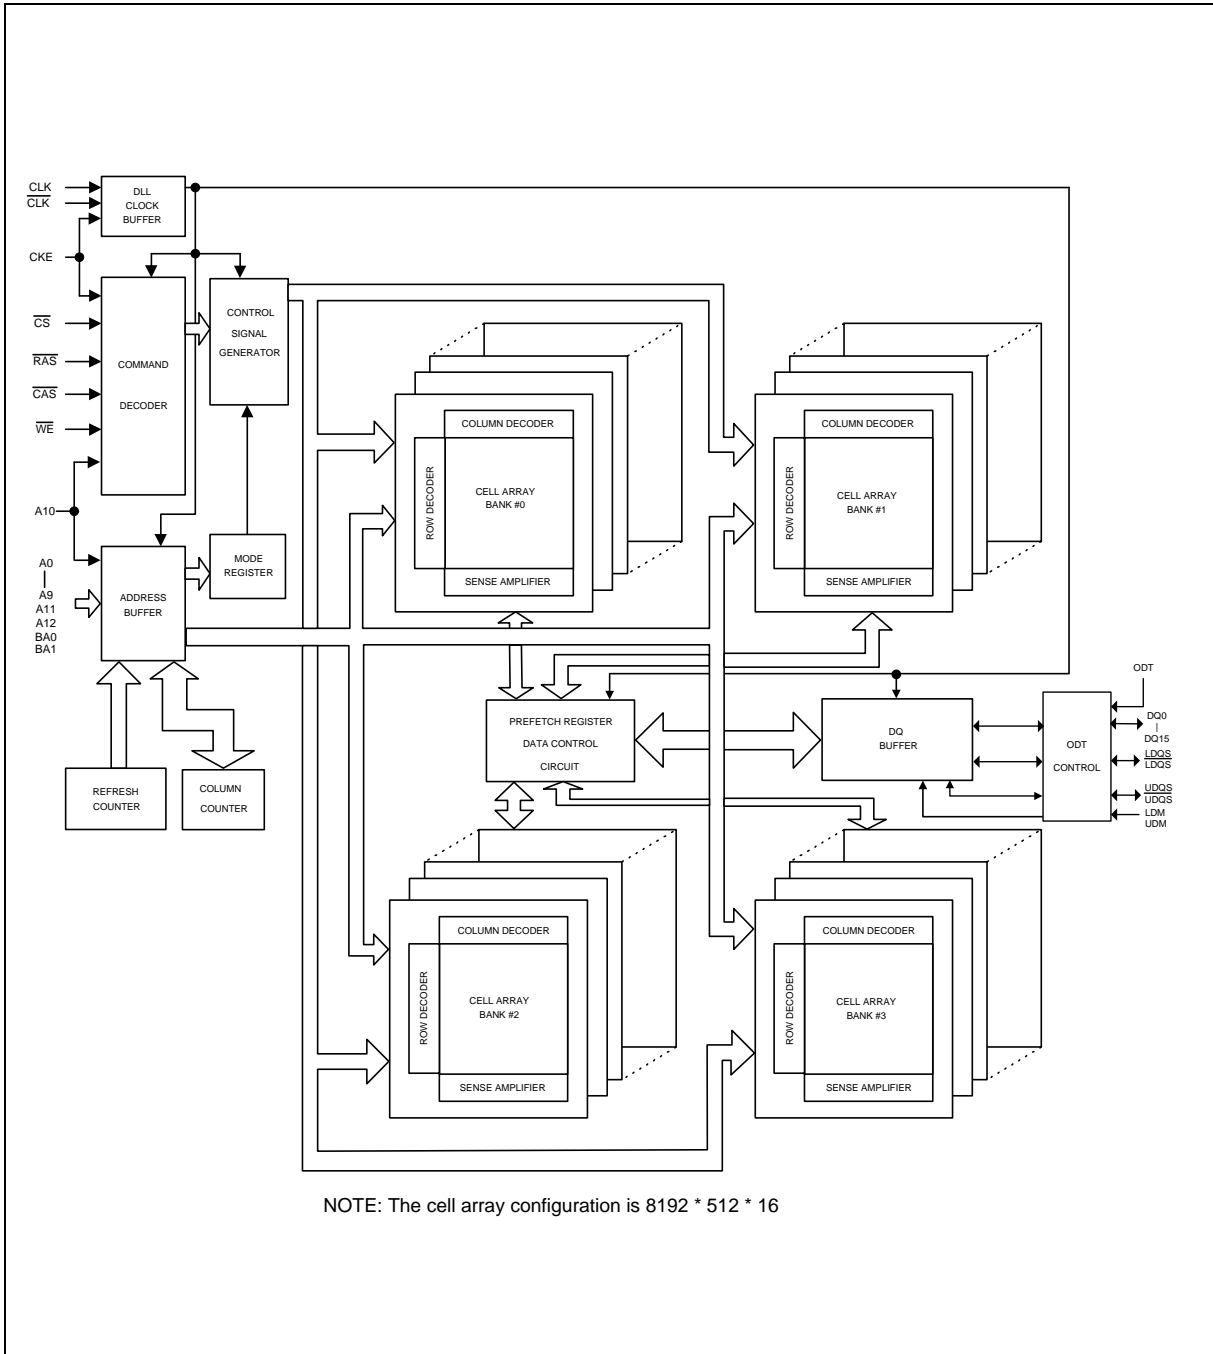 CLK
CLK
CKE
CS
RAS
CAS
WE
A10
A0
A9
A11
A12
BA0
BA1
DLL
CLOCK
BUFFER
COMMAND
DECODER
CONTROL
SIGNAL
GENERATOR
MODE
REGISTER
ADDRESS
BUFFER
REFRESH
COUNTER
COLUMN
COUNTER
COLUMN DECODER
ROW DECODER
CELL ARRAY
BANK #0
SENSE AMPLIFIER
COLUMN DECODER
ROW DECODER
CELL ARRAY
BANK #1
SENSE AMPLIFIER
PREFETCH REGISTER
DATA CONTROL
CIRCUIT
DQ
BUFFER
ODT
CONTROL
ODT
DQ0
|
DQ15
LDQS
LDQS
UDQS
UDQS
LDM
UDM
COLUMN DECODER
ROW DECODER
CELL ARRAY
BANK #2
SENSE AMPLIFIER
COLUMN DECODER
ROW DECODER
CELL ARRAY
BANK #3
SENSE AMPLIFIER
NOTE: The cell array configuration is 8192 * 512 * 16